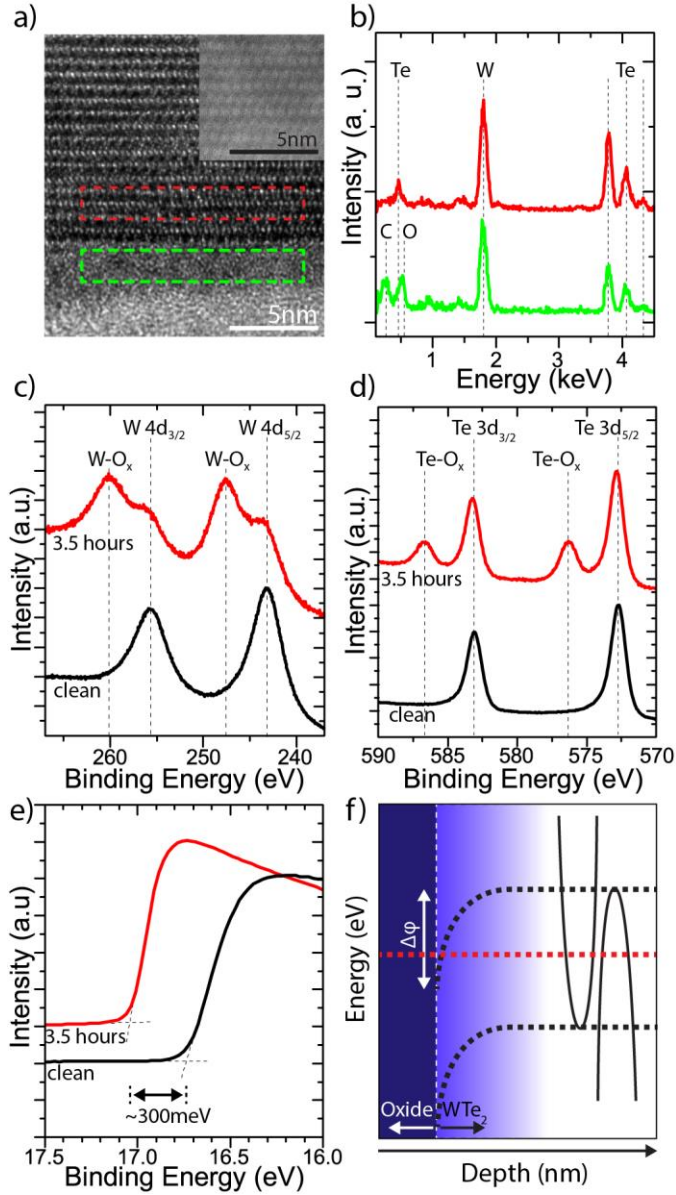 a)
5nm
5nm
b)
Te
W
Te
C
O
Intensity (a. u.)
1
2
3
4
Energy (keV)
c)
W 4d3/2
W 4d5/2
W-Ox
W-Ox
3.5 hours
clean
Intensity (a.u.)
260
250
240
Binding Energy (eV)
d)
Te 3d3/2
Te 3d5/2
Te-Ox
Te-Ox
3.5 hours
clean
Intensity (a.u.)
590
585
580
575
570
Binding Energy (eV)
e)
3.5 hours
clean
~300meV
Intensity (a.u)
17.5
17.0
16.5
16.0
Binding Energy (eV)
f)
Δφ
Energy (eV)
Oxide
WTe2
Depth (nm)